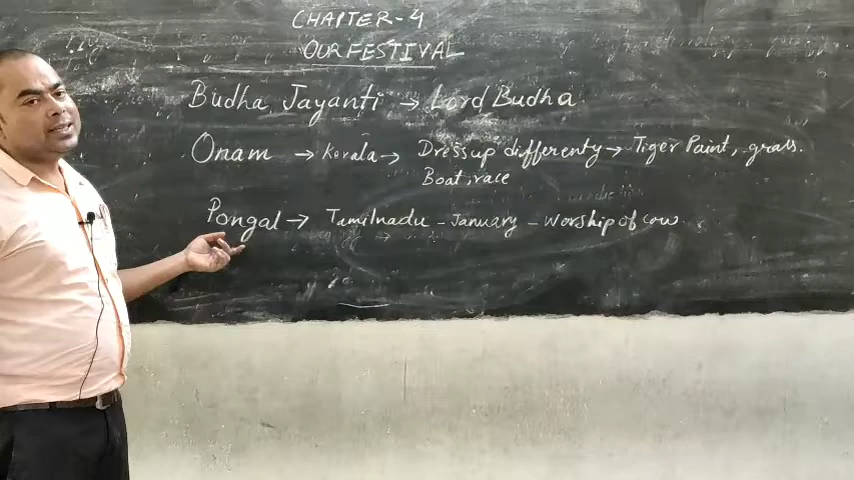 CHAPTER-4
OUR FESTIVAL
Budha Jayanti → Lord Budha
Onam → Kerala → Dress up differenty → Tiger Paint, grass.
Boat, race
Pongal → Tamilnadu - January - Worship of cow